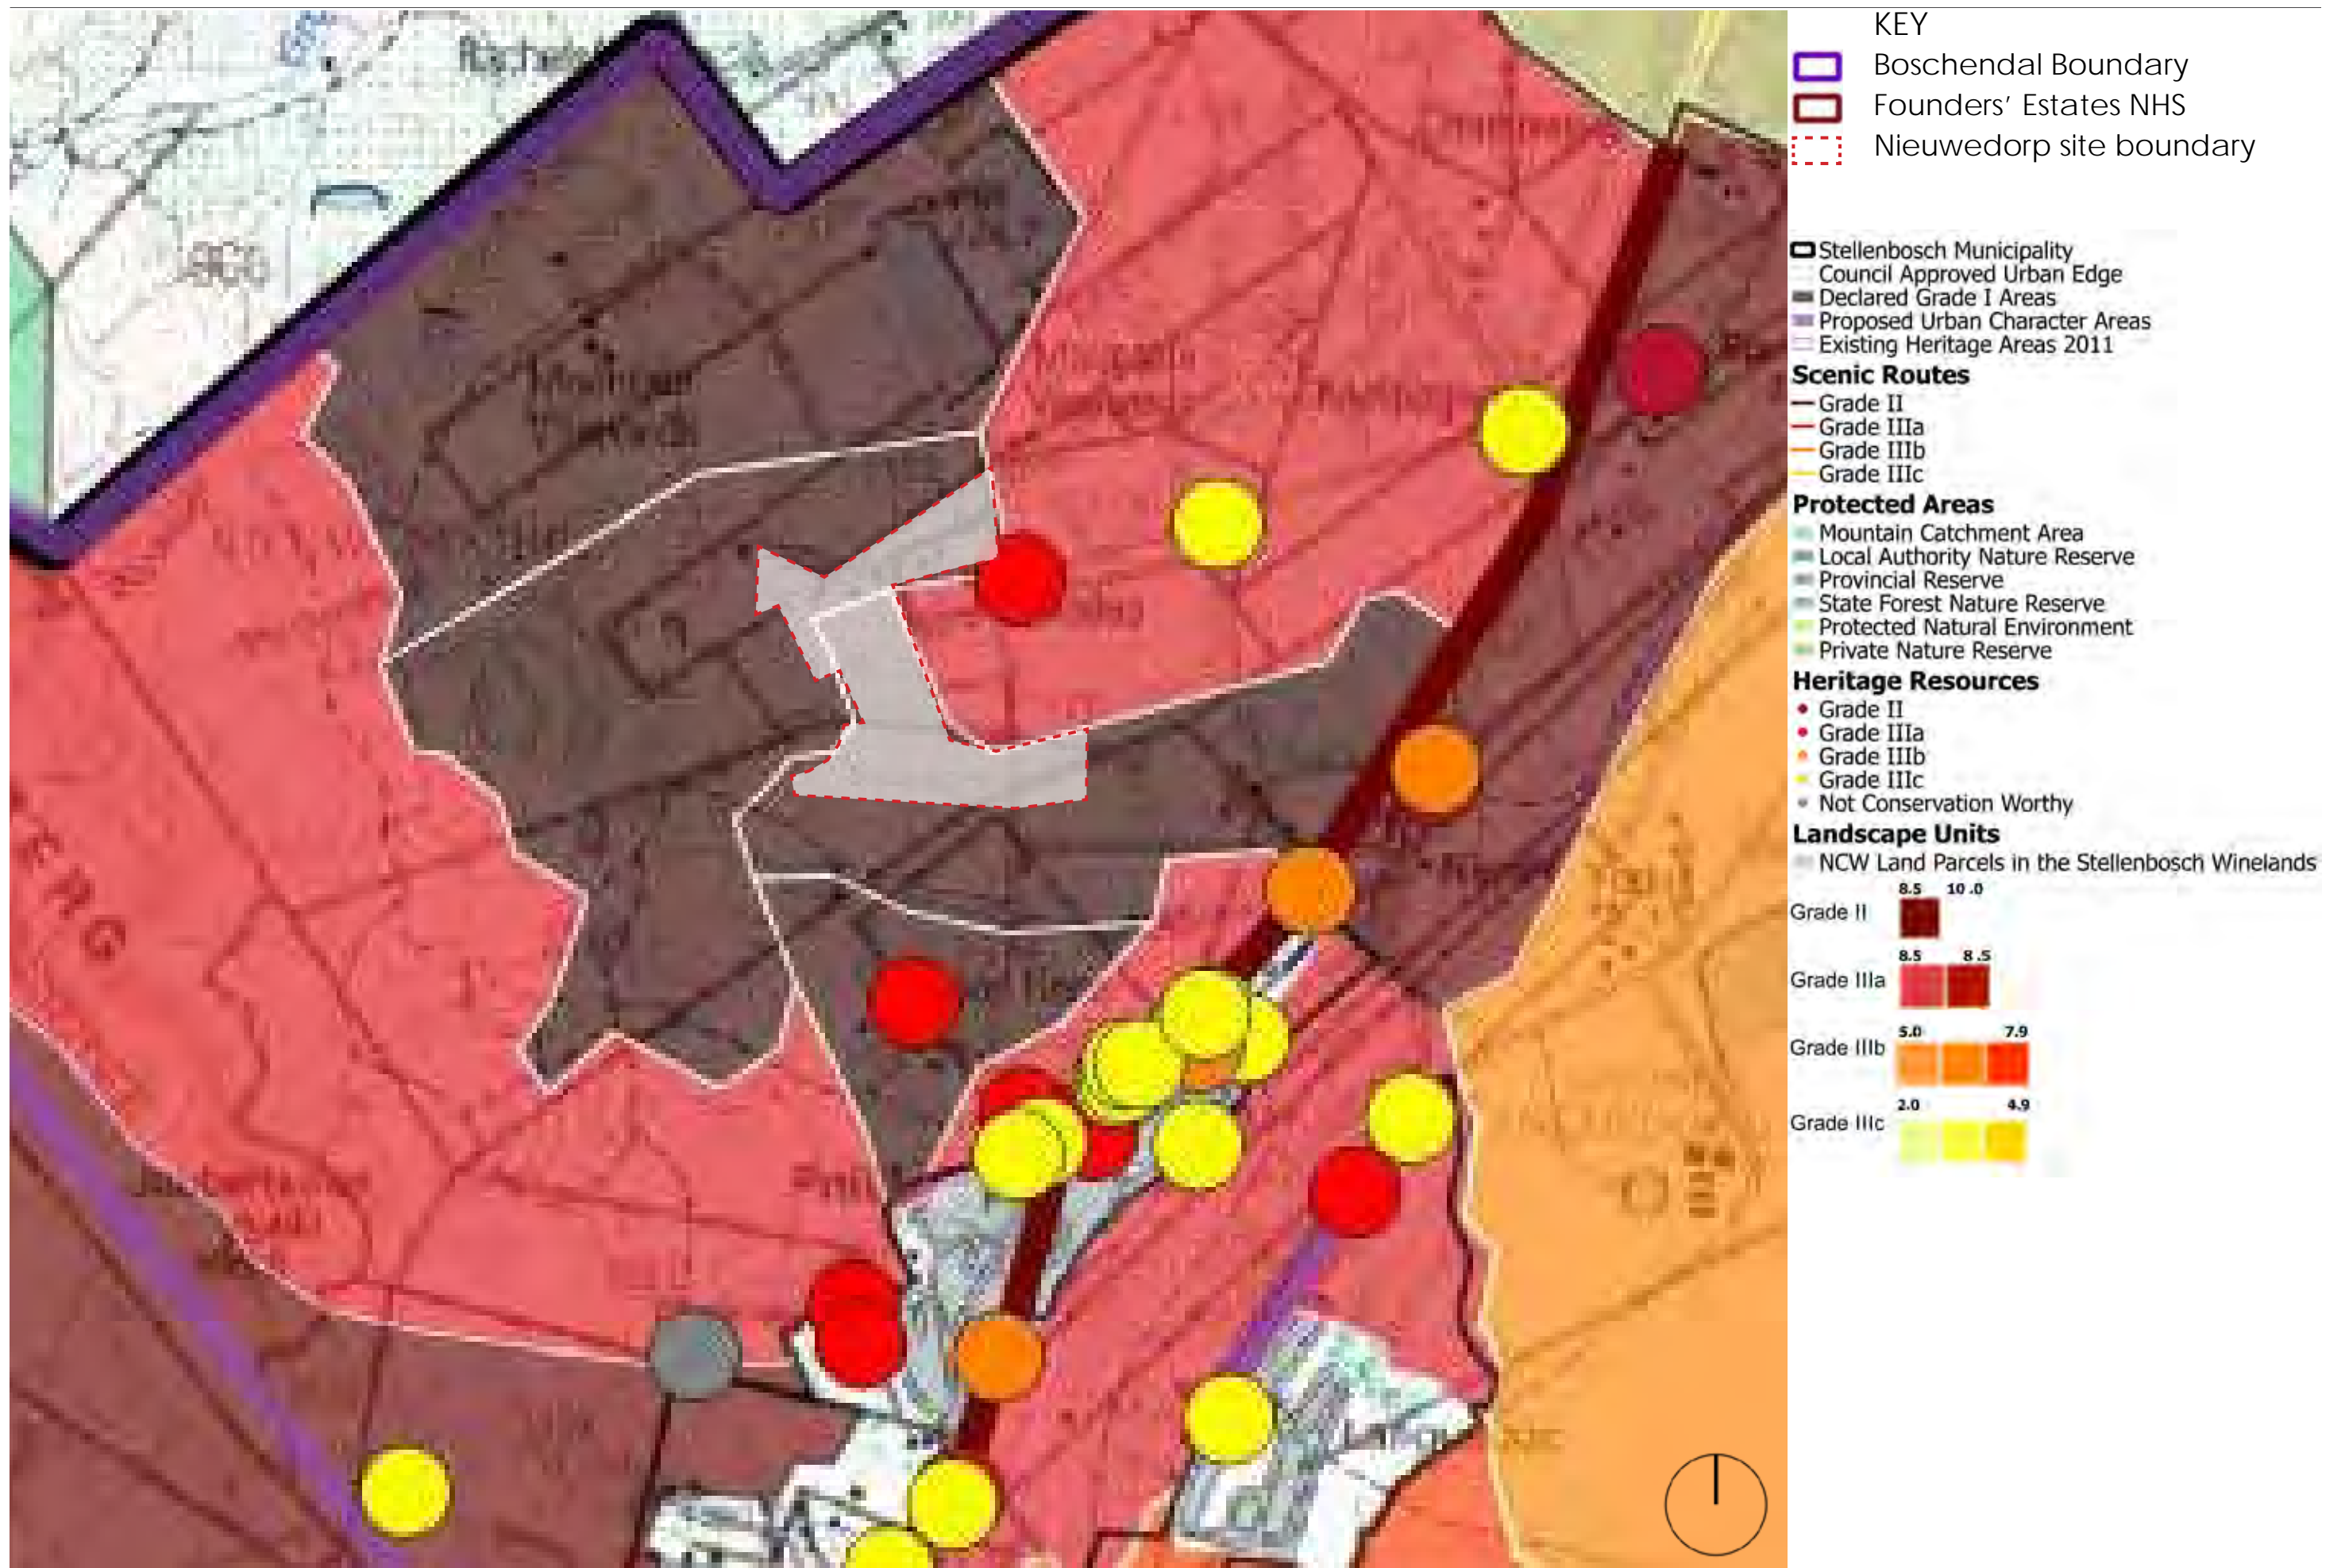 KEY
Boschendal Boundary
Founders' Estates NHS
Nieuwedorp site boundary
Stellenbosch Municipality
Council Approved Urban Edge
Declared Grade I Areas
Proposed Urban Character Areas
Existing Heritage Areas 2011
Scenic Routes
Grade II
Grade IIIa
Grade IIIb
Grade IIIc
Protected Areas
Mountain Catchment Area
Local Authority Nature Reserve
Provincial Reserve
State Forest Nature Reserve
Protected Natural Environment
Private Nature Reserve
Heritage Resources
Grade II
Grade IIIa
Grade IIIb
Grade IIIc
Not Conservation Worthy
Landscape Units
NCW Land Parcels in the Stellenbosch Winelands
8.5 10 .0
Grade II
8.5 8 .5
Grade IIIa
5.0 7.9
Grade IIIb
2.0 4.9
Grade IIIc
ERG